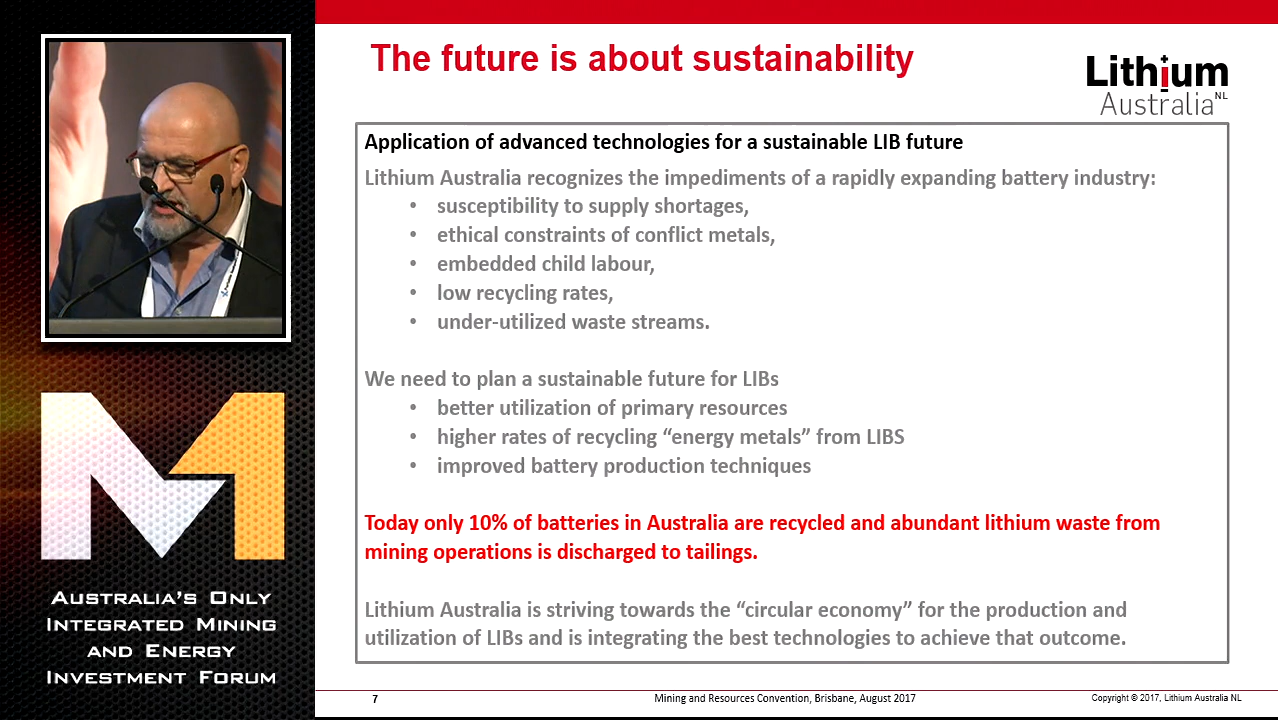 The future is about sustainability
Lithium
Australia NL
Application of advanced technologies for a sustainable LIB future
Lithium Australia recognizes the impediments of a rapidly expanding battery industry:
• susceptibility to supply shortages,
• ethical constraints of conflict metals,
• embedded child labour,
• low recycling rates,
• under-utilized waste streams.
We need to plan a sustainable future for LIBs
• better utilization of primary resources
• higher rates of recycling “energy metals” from LIBS
• improved battery production techniques
Today only 10% of batteries in Australia are recycled and abundant lithium waste from
mining operations is discharged to tailings.
Lithium Australia is striving towards the “circular economy” for the production and
utilization of LIBs and is integrating the best technologies to achieve that outcome.
7
Mining and Resources Convention, Brisbane, August 2017
Copyright © 2017, Lithium Australia NL
M
Australia's Only
Integrated Mining
and Energy
Investment Forum